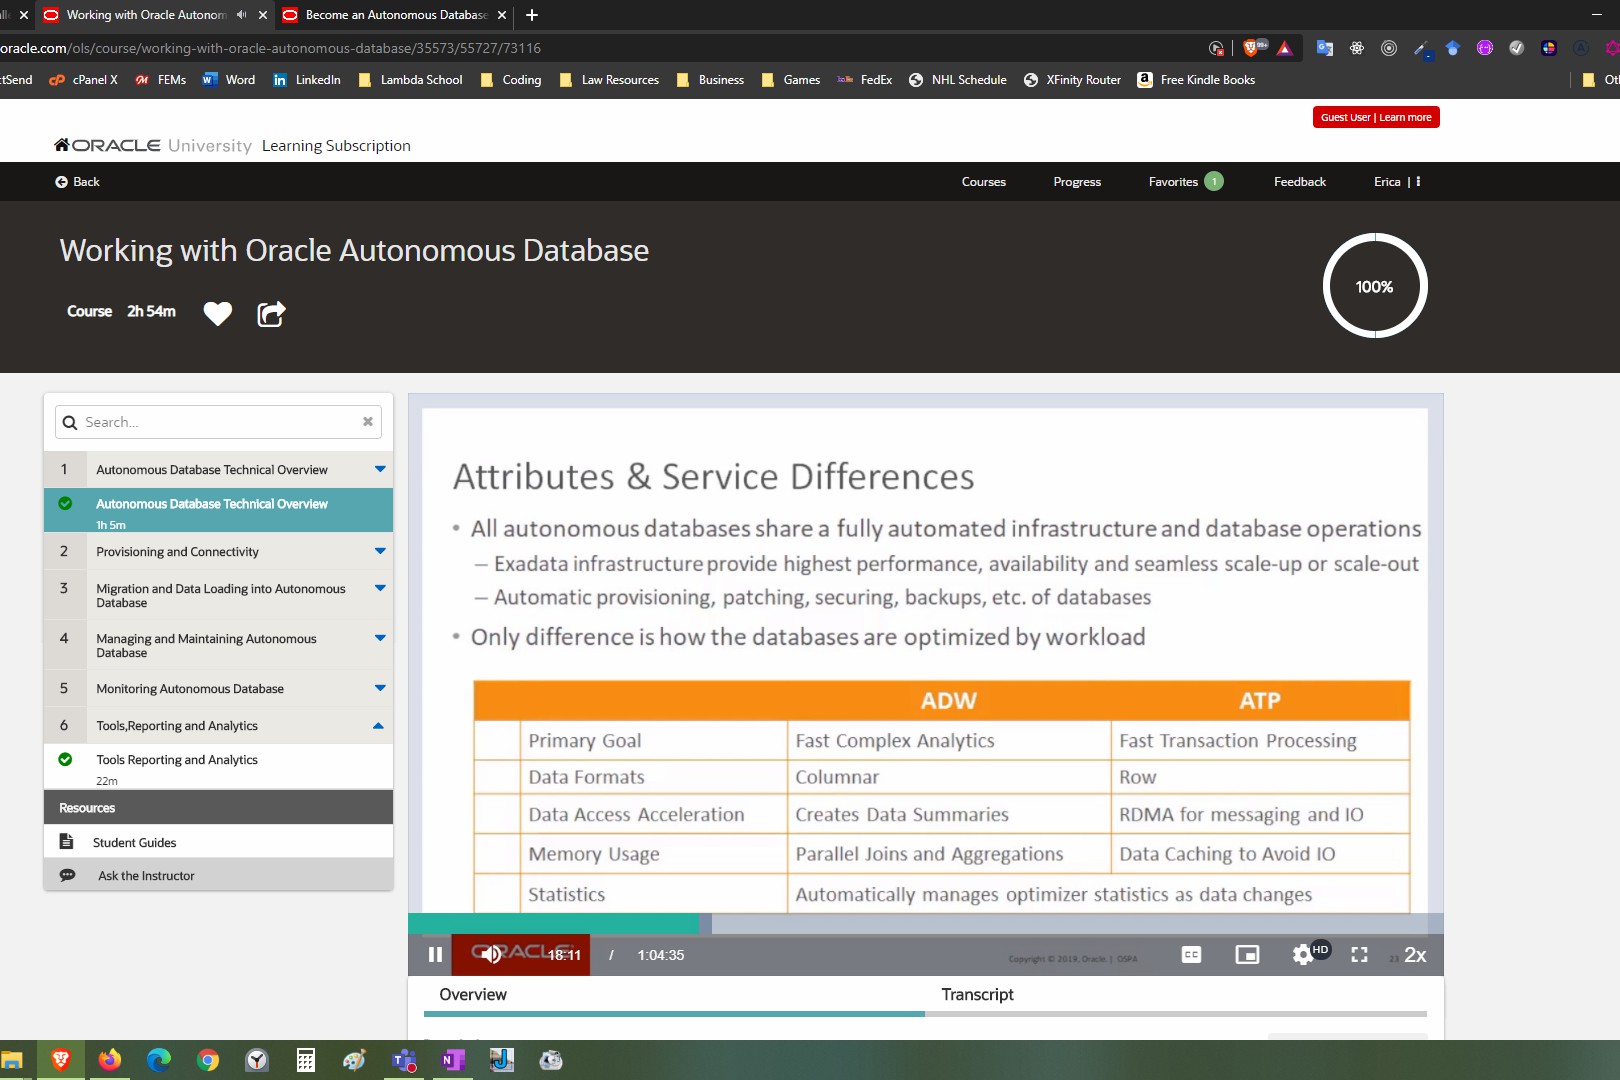 Working with Oracle Autonom
Become an Autonomous Database
oracle.com/ols/course/working-with-oracle-autonomous-database/35573/55727/73116
99+
ctSend
cPanel X
FEMs
Word
LinkedIn
Lambda School
Coding
Law Resources
Business
Games
FedEx
NHL Schedule
XFinity Router
Free Kindle Books
Guest User | Learn more
ORACLE University Learning Subscription
Back
Courses
Progress
Favorites 1
Feedback
Erica |
Working with Oracle Autonomous Database
Course 2h 54m
100%
Search...
1 Autonomous Database Technical Overview
Autonomous Database Technical Overview
1h 5m
2 Provisioning and Connectivity
3 Migration and Data Loading into Autonomous
Database
4 Managing and Maintaining Autonomous
Database
5 Monitoring Autonomous Database
6 Tools,Reporting and Analytics
Tools Reporting and Analytics
22m
Resources
Student Guides
Ask the Instructor
Attributes & Service Differences
• All autonomous databases share a fully automated infrastructure and database operations
– Exadata infrastructure provide highest performance, availability and seamless scale-up or scale-out
– Automatic provisioning, patching, securing, backups, etc. of databases
• Only difference is how the databases are optimized by workload
ADW ATP
Primary Goal Fast Complex Analytics Fast Transaction Processing
Data Formats Columnar Row
Data Access Acceleration Creates Data Summaries RDMA for messaging and IO
Memory Usage Parallel Joins and Aggregations Data Caching to Avoid IO
Statistics Automatically manages optimizer statistics as data changes
ORACLE
18:11 / 1:04:35
Copyright © 2019, Oracle. | OSPA
CC
HD
23
2x
Overview
Transcript